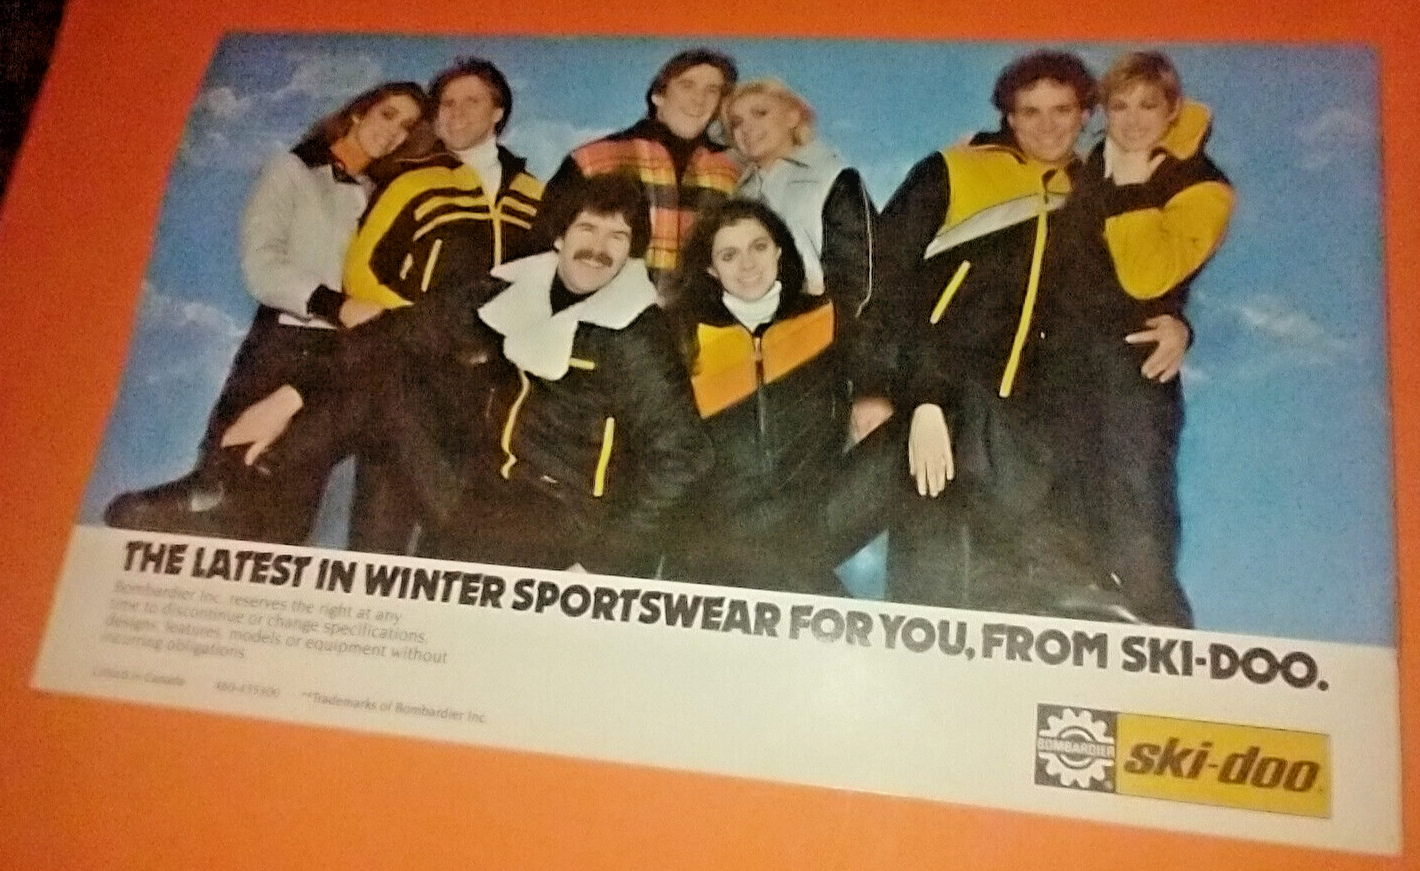 THE LATEST IN WINTER SPORTSWEAR FOR YOU, FROM SKI-DOO.
Bombardier Inc. reserves the right at any
time to discontinue or change specifications,
designs, features, models or equipment without
incurring obligations.
in Canada
Trademarks of Bombardier Inc.
BOMBARDIER
ski-doo